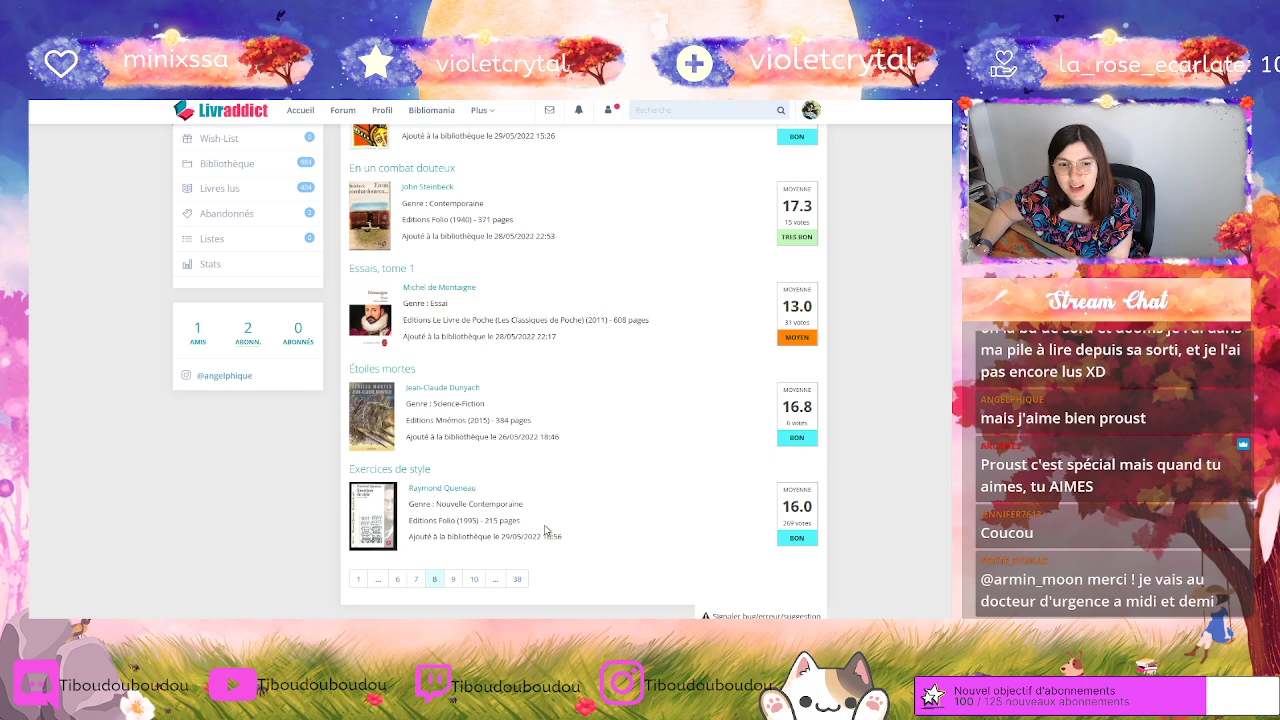 minixssa
violetcrytal
violetcrytal
la_rose_ecarlate: 10
Livraddict
Accueil
Forum
Profil
Bibliomania
Plus
Recherche
Wish-List 0
Bibliothèque
Livres lus 434
Abandonnés 2
Listes 0
Stats
1
AMIS
2
ABONN.
0
ABONNÉS
@angelphique
Ajouté à la bibliothèque le 29/05/2022 15:26
BON
En un combat douteux
John Steinbeck
Genre : Contemporaine
Editions Folio (1940) - 371 pages
Ajouté à la bibliothèque le 28/05/2022 22:53
MOYENNE
17.3
15 votes
TRES BON
Essais, tome 1
Michel de Montaigne
Genre : Essai
Editions Le Livre de Poche (Les Classiques de Poche) (2011) - 608 pages
Ajouté à la bibliothèque le 28/05/2022 22:17
MOYENNE
13.0
31 votes
MOYEN
Étoiles mortes
Jean-Claude Dunyach
Genre : Science-Fiction
Editions Mnémos (2015) - 384 pages
Ajouté à la bibliothèque le 26/05/2022 18:46
MOYENNE
16.8
6 votes
BON
Exercices de style
Raymond Queneau
Genre : Nouvelle Contemporaine
Editions Folio (1995) - 215 pages
Ajouté à la bibliothèque le 29/05/2022
MOYENNE
16.0
269 votes
BON
1 ... 6 7 8 9 10 ... 38
Signaler bug/erreur/suggestion
Stream Chat
ma pile à lire depuis sa sorti, et je l'ai
pas encore lus XD
ANGELPHIQUE
mais j'aime bien proust
Proust c'est spécial mais quand tu
aimes, tu AIMES
JENNIFER7613
Coucou
@armin_moon merci ! je vais au
docteur d'urgence a midi et demi
Tiboudouboudou
Tiboudouboudou
Tiboudouboudou
Tiboudouboudou
Nouvel objectif d'abonnements
100 / 125 nouveaux abonnements